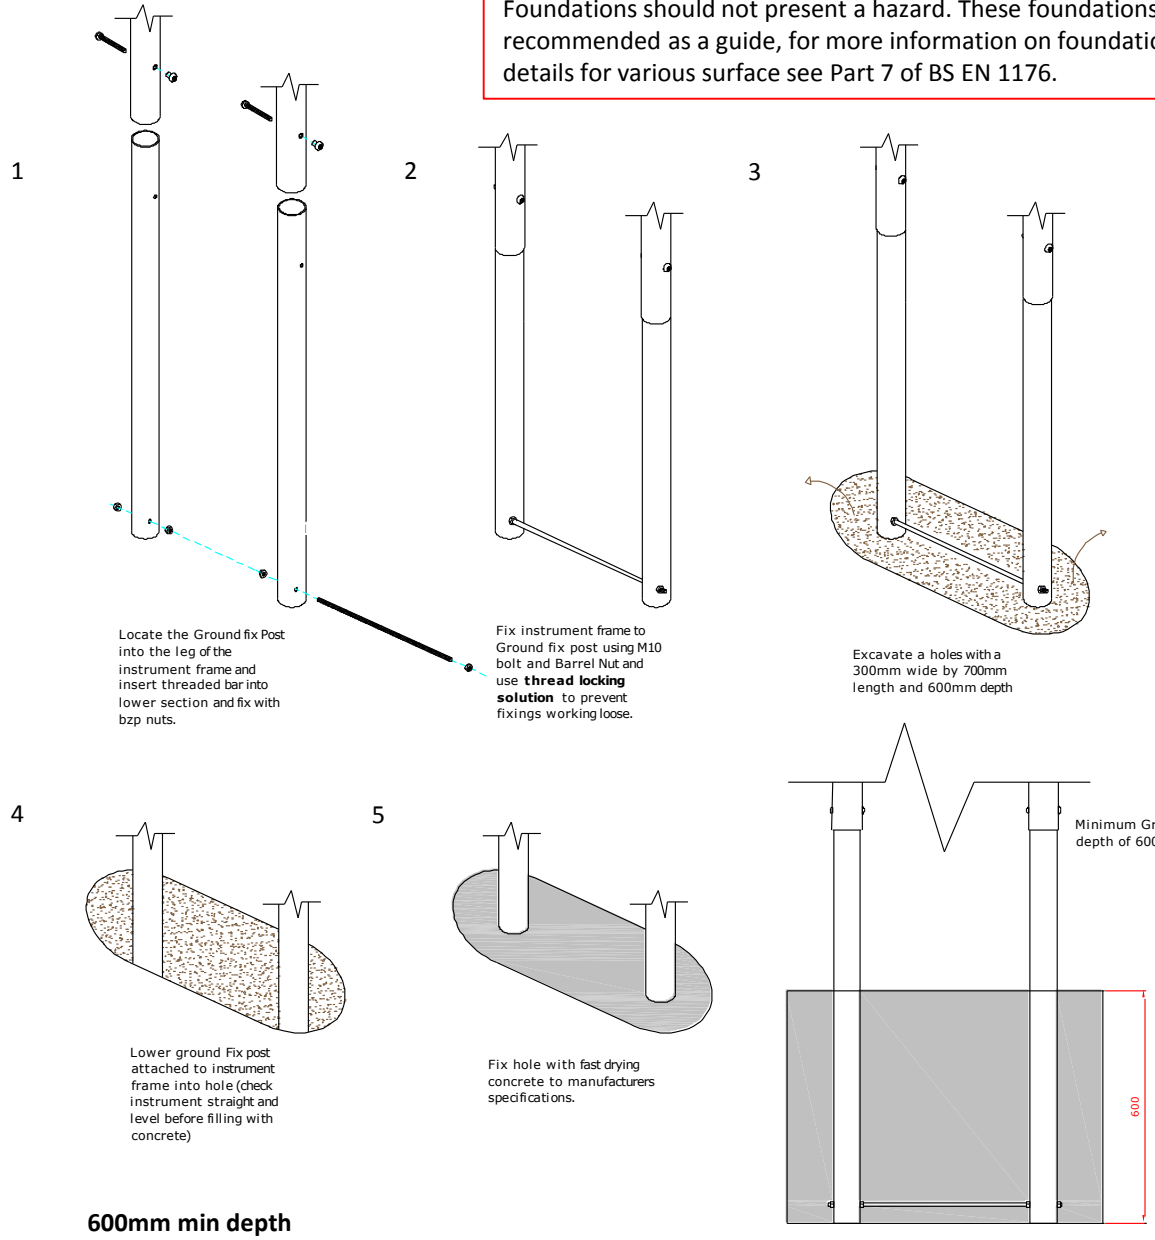 Foundations should not present a hazard. These foundations
recommended as a guide, for more information on
details for various surface see Part 7 of BS EN 1176.
1
2
3
Locate the Ground fix Post
into the leg of the
instrument frame and
insert threaded bar into
lower section and fix with
bzp nuts.
Fix instrument frame to
Ground fix post using M10
bolt and Barrel Nut and
use thread locking
solution to prevent
fixings working loose.
Excavate a holes with a
300mm wide by 700mm
length and 600mm depth
4
5
Minimum
depth of
Lower ground Fix post
attached to instrument
frame into hole (check
instrument straight and
level before filling with
concrete)
Fix hole with fast drying
concrete to manufacturers
specifications.
600
600mm min depth